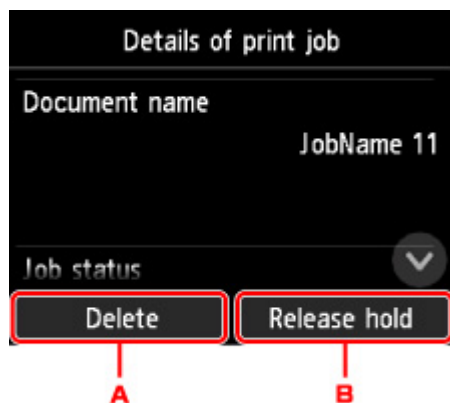 Details of print job
Document name
JobName 11
Job status
Delete
Release hold
A
B